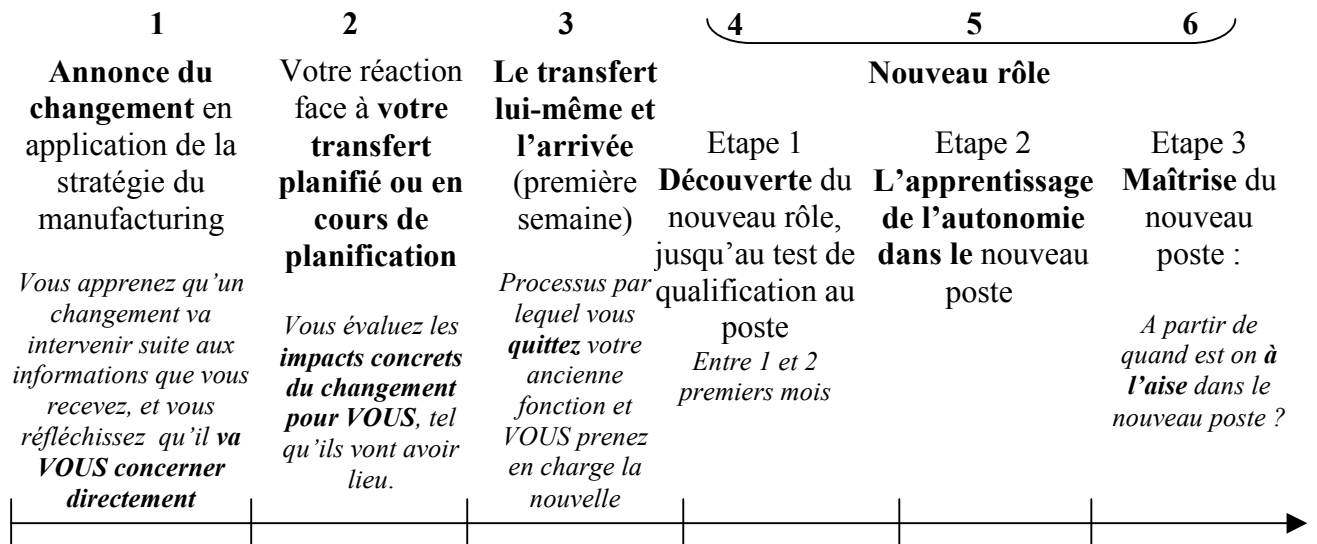 1
Annonce du
changement en
application de la
stratégie du
manufacturing
Vous apprenez qu'un
changement va
intervenir suite aux
informations que vous
recevez, et vous
réfléchissez qu'il va
VOUS concerner
directement
2
Votre réaction
face à votre
transfert
planifié ou en
cours de
planification
Vous évaluez les
impacts concrets
du changement
pour VOUS, tel
qu'ils vont avoir
lieu.
3
Le transfert
lui-même et
l'arrivée
(première
semaine)
Processus par
lequel vous
quittez votre
ancienne
fonction et
VOUS prenez
en charge la
nouvelle
4 5 6
Nouveau rôle
Etape 1
Découverte du
nouveau rôle,
jusqu'au test de
qualification au
poste
Entre 1 et 2
premiers mois
Etape 2
L'apprentissage
de l'autonomie
dans le nouveau
poste
Etape 3
Maîtrise du
nouveau
poste :
A partir de
quand est on à
l'aise dans le
nouveau poste ?